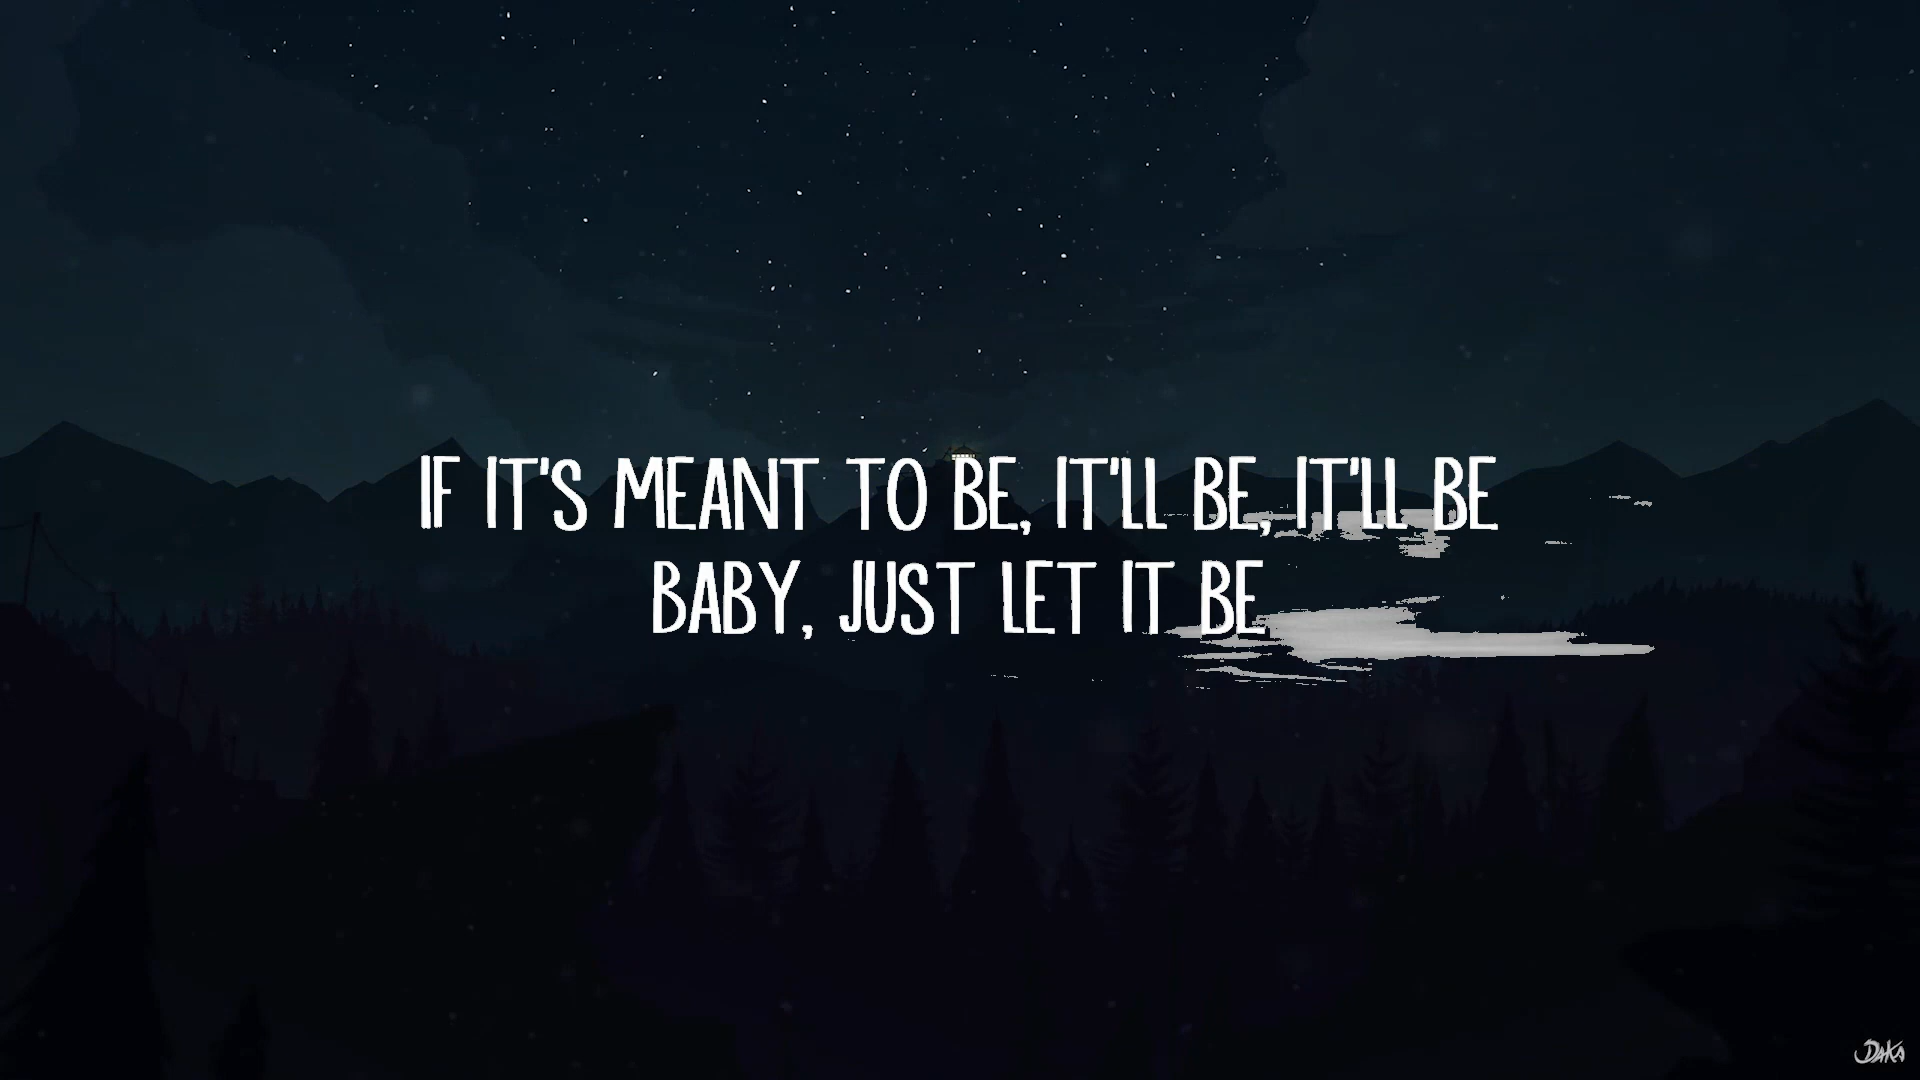 IF IT'S MEANT TO BE, IT'LL BE, IT'LL BE
BABY, JUST LET IT BE
DAKA